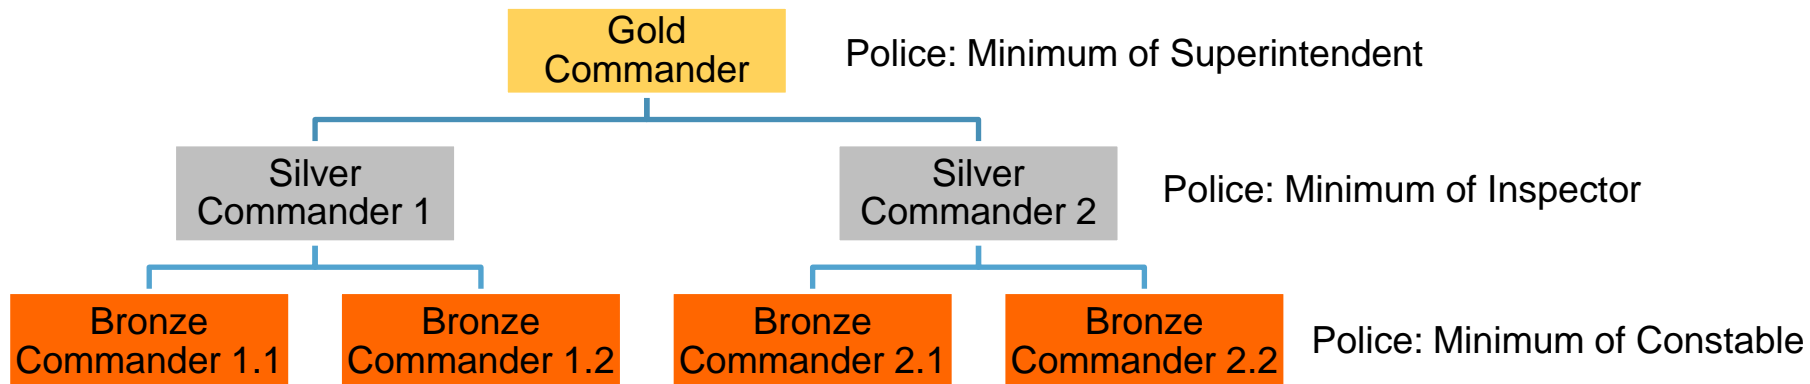 Gold
Commander
Police: Minimum of Superintendent
Silver
Commander 1
Silver
Commander 2
Police: Minimum of Inspector
Bronze
Commander 1.1
Bronze
Commander 1.2
Bronze
Commander 2.1
Bronze
Commander 2.2
Police: Minimum of Constable